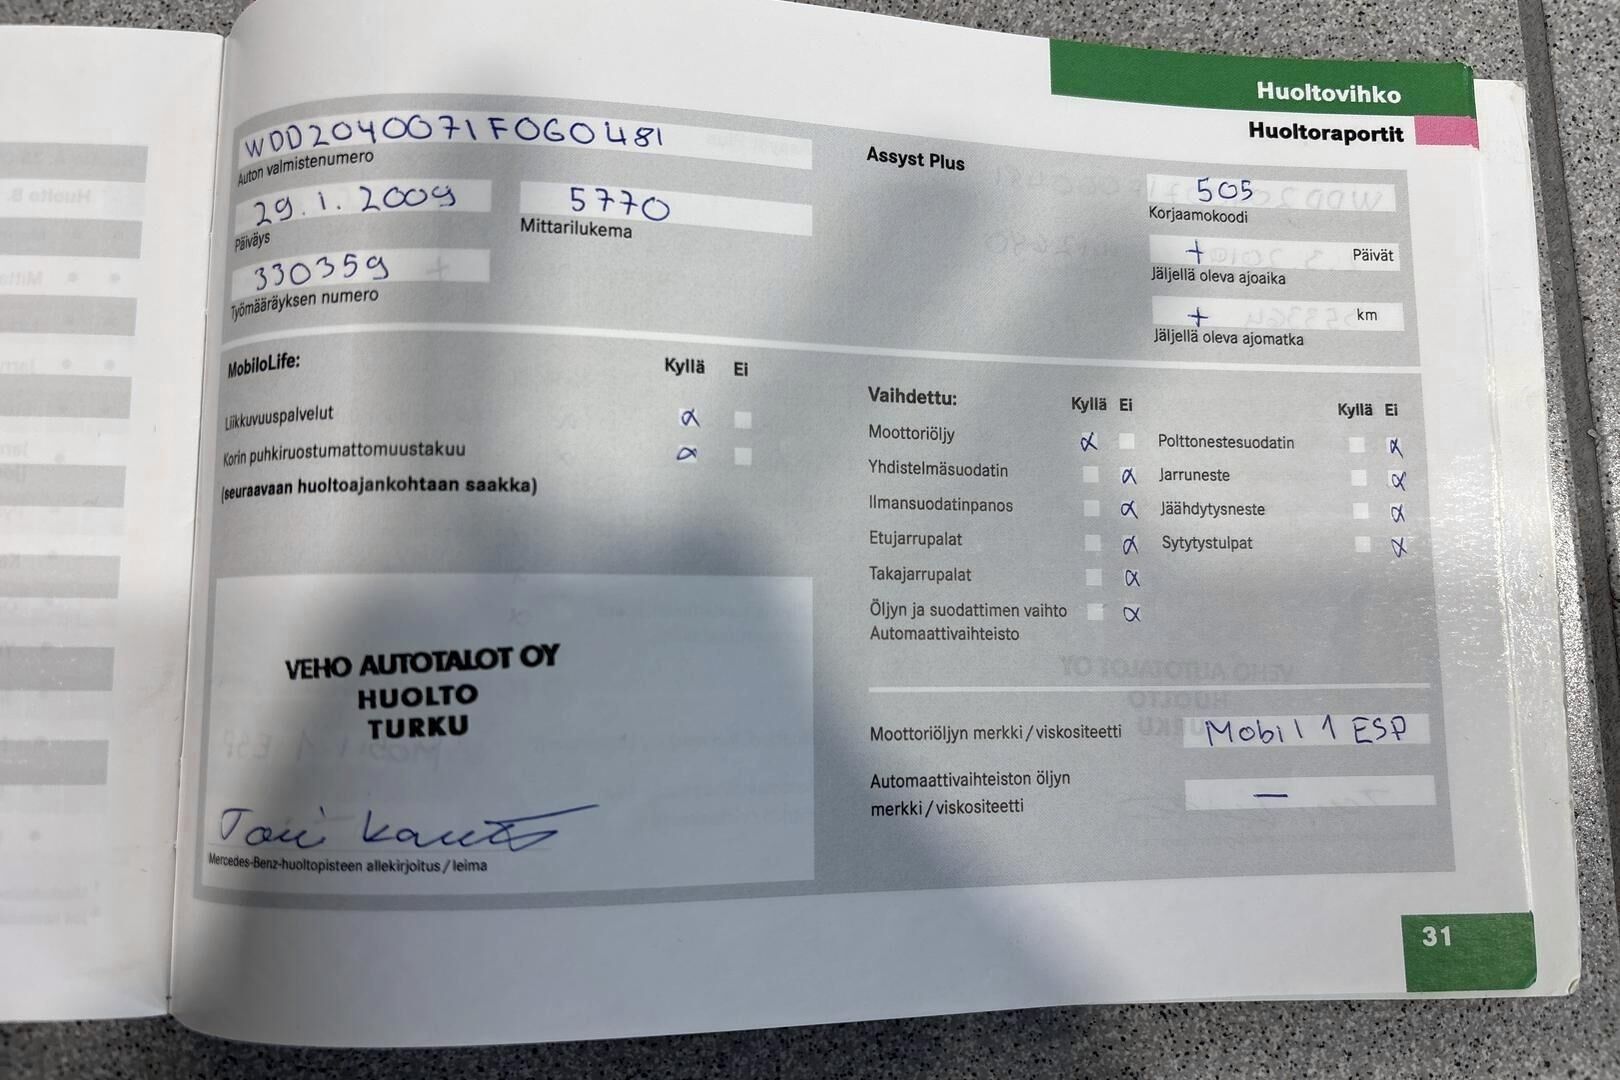 Huoltovihko
Huoltoraportit
WDD2040071F060481
Auton valmistenumero
29.1.2009
Päiväys
5770
Mittarilukema
330359
Työmääräyksen numero
Assyst Plus
505
Korjaamokoodi
+ Päivät
Jäljellä oleva ajoaika
+ km
Jäljellä oleva ajomatka
MobiloLife: Kyllä Ei
Liikkuvuuspalvelut
Korin puhkiruostumattomuustakuu
(seuraavaan huoltoajankohtaan saakka)
VEHO AUTOTALOT OY
HUOLTO
TURKU
Mercedes-Benz-huoltopisteen allekirjoitus / leima
Vaihdettu: Kyllä Ei Kyllä Ei
Moottoriöljy Polttonestesuodatin
Yhdistelmäsuodatin Jarruneste
Ilmansuodatinpanos Jäähdytysneste
Etujarrupalat Sytytystulpat
Takajarrupalat
Öljyn ja suodattimen vaihto
Automaattivaihteisto
Moottoriöljyn merkki / viskositeetti Mobil 1 ESP
Automaattivaihteiston öljyn
merkki / viskositeetti —
31